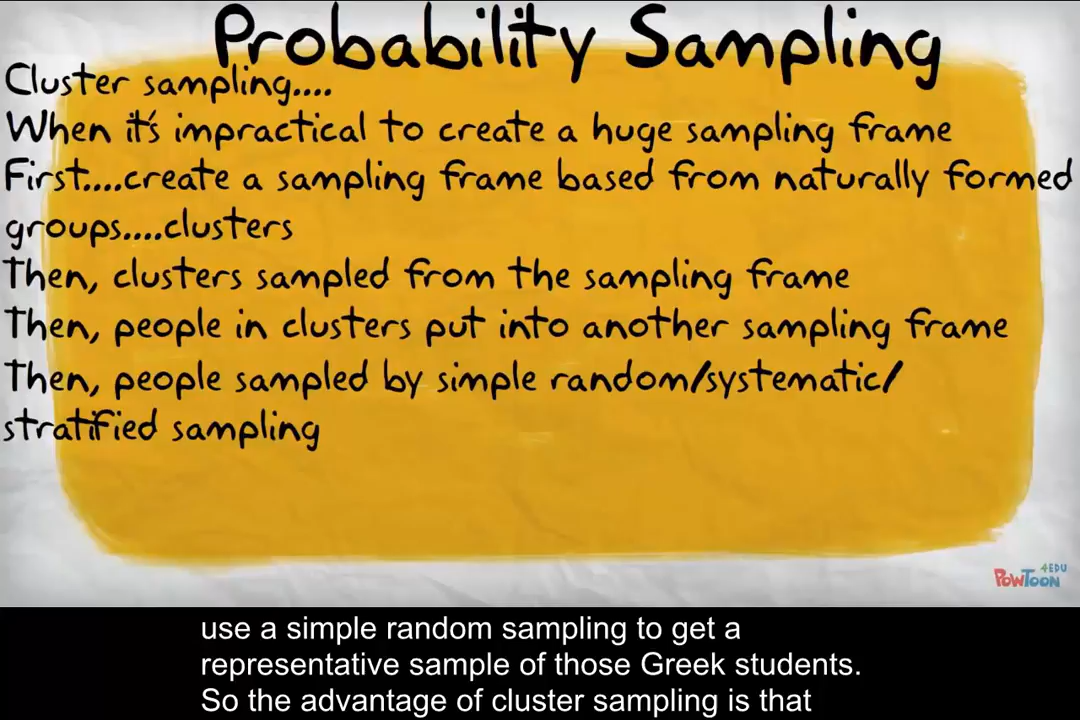 Probability Sampling
Cluster sampling....
When it's impractical to create a huge sampling frame
First....create a sampling frame based from naturally formed
groups....clusters
Then, clusters sampled from the sampling frame
Then, people in clusters put into another sampling frame
Then, people sampled by simple random/systematic/
stratified sampling
4EDU
POWTOON
use a simple random sampling to get a
representative sample of those Greek students.
So the advantage of cluster sampling is that